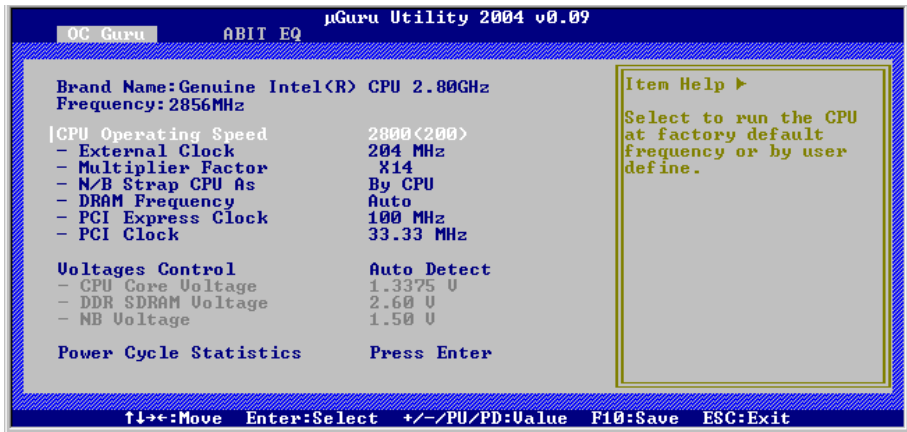 µGuru Utility 2004 v0.09
OC Guru ABIT EQ
Brand Name:Genuine Intel(R) CPU 2.80GHz
Frequency:2856MHz
CPU Operating Speed 2800(200)
- External Clock 204 MHz
- Multiplier Factor X14
- N/B Strap CPU As By CPU
- DRAM Frequency Auto
- PCI Express Clock 100 MHz
- PCI Clock 33.33 MHz
Voltages Control Auto Detect
- CPU Core Voltage 1.3375 V
- DDR SDRAM Voltage 2.60 V
- NB Voltage 1.50 V
Power Cycle Statistics Press Enter
Item Help ►
Select to run the CPU
at factory default
frequency or by user
define.
↑↓→←:Move Enter:Select +/-/PU/PD:Value F10:Save ESC:Exit